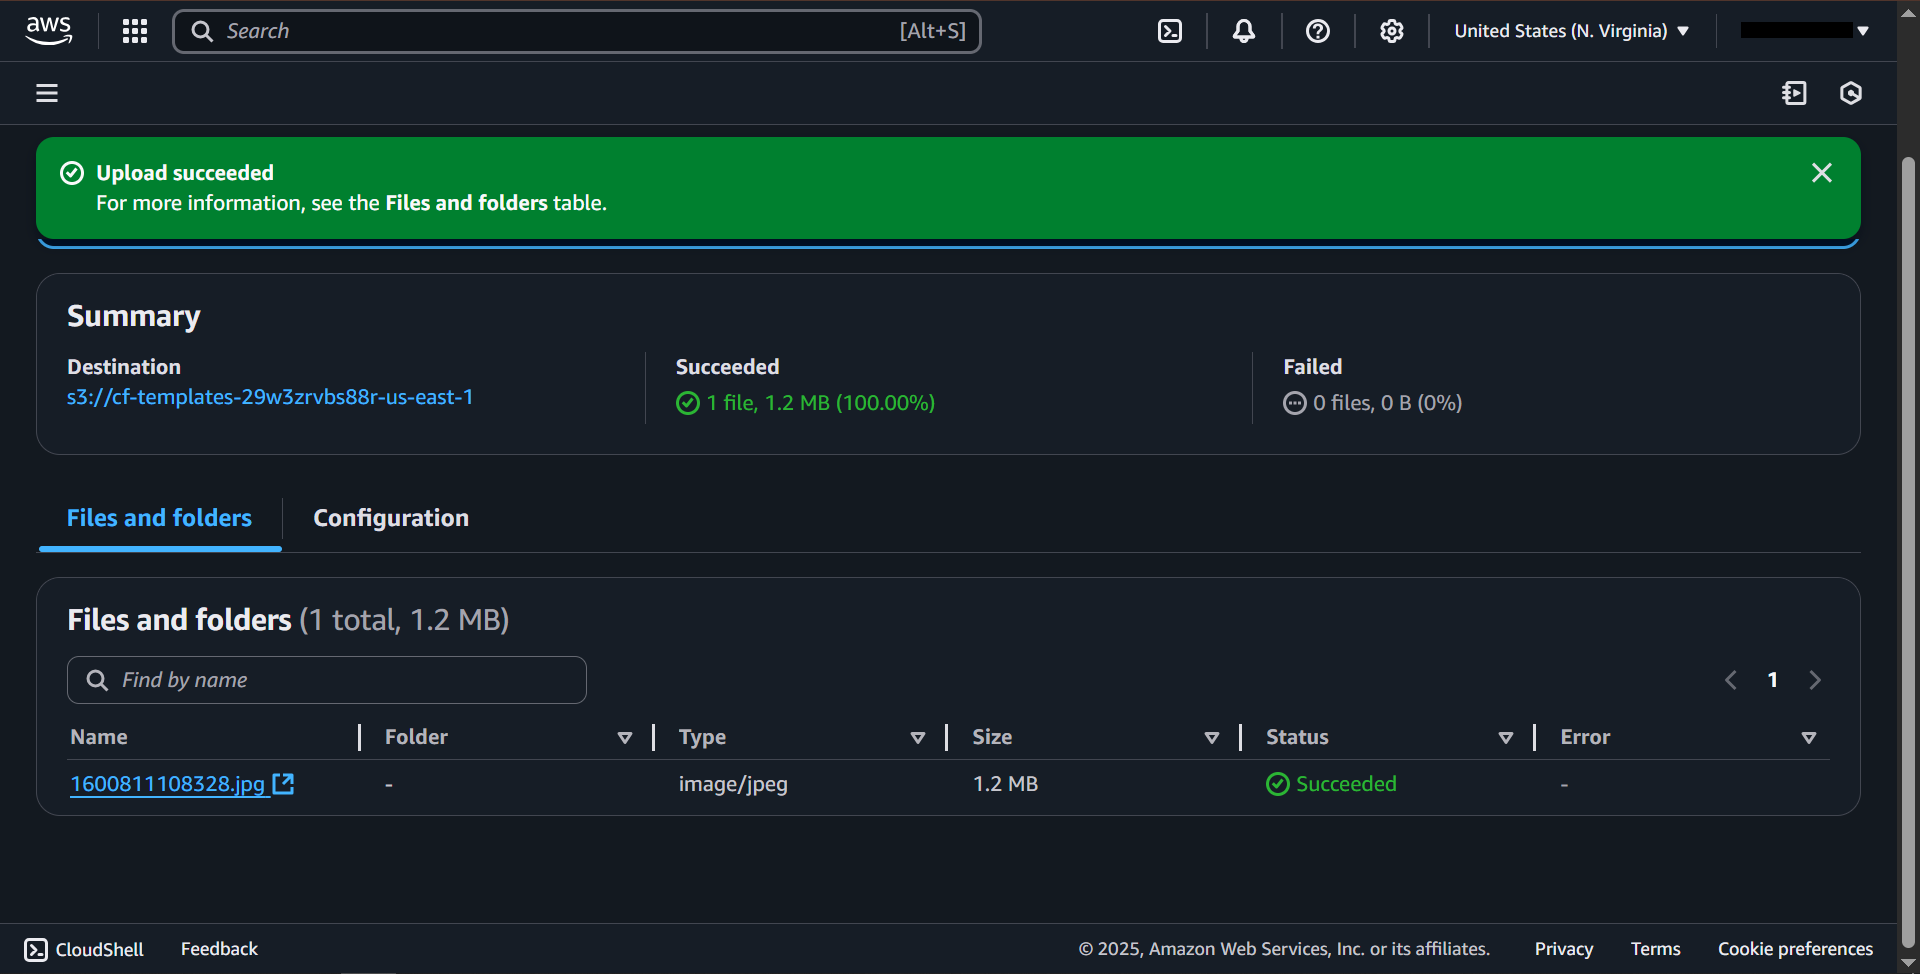 aws
Search [Alt+S]
United States (N. Virginia)
Upload succeeded
For more information, see the Files and folders table.
Summary
Destination
s3://cf-templates-29w3zrvbs88r-us-east-1
Succeeded
1 file, 1.2 MB (100.00%)
Failed
0 files, 0 B (0%)
Files and folders
Configuration
Files and folders (1 total, 1.2 MB)
Find by name
1
Name Folder Type Size Status Error
1600811108328.jpg - image/jpeg 1.2 MB Succeeded -
CloudShell Feedback © 2025, Amazon Web Services, Inc. or its affiliates. Privacy Terms Cookie preferences